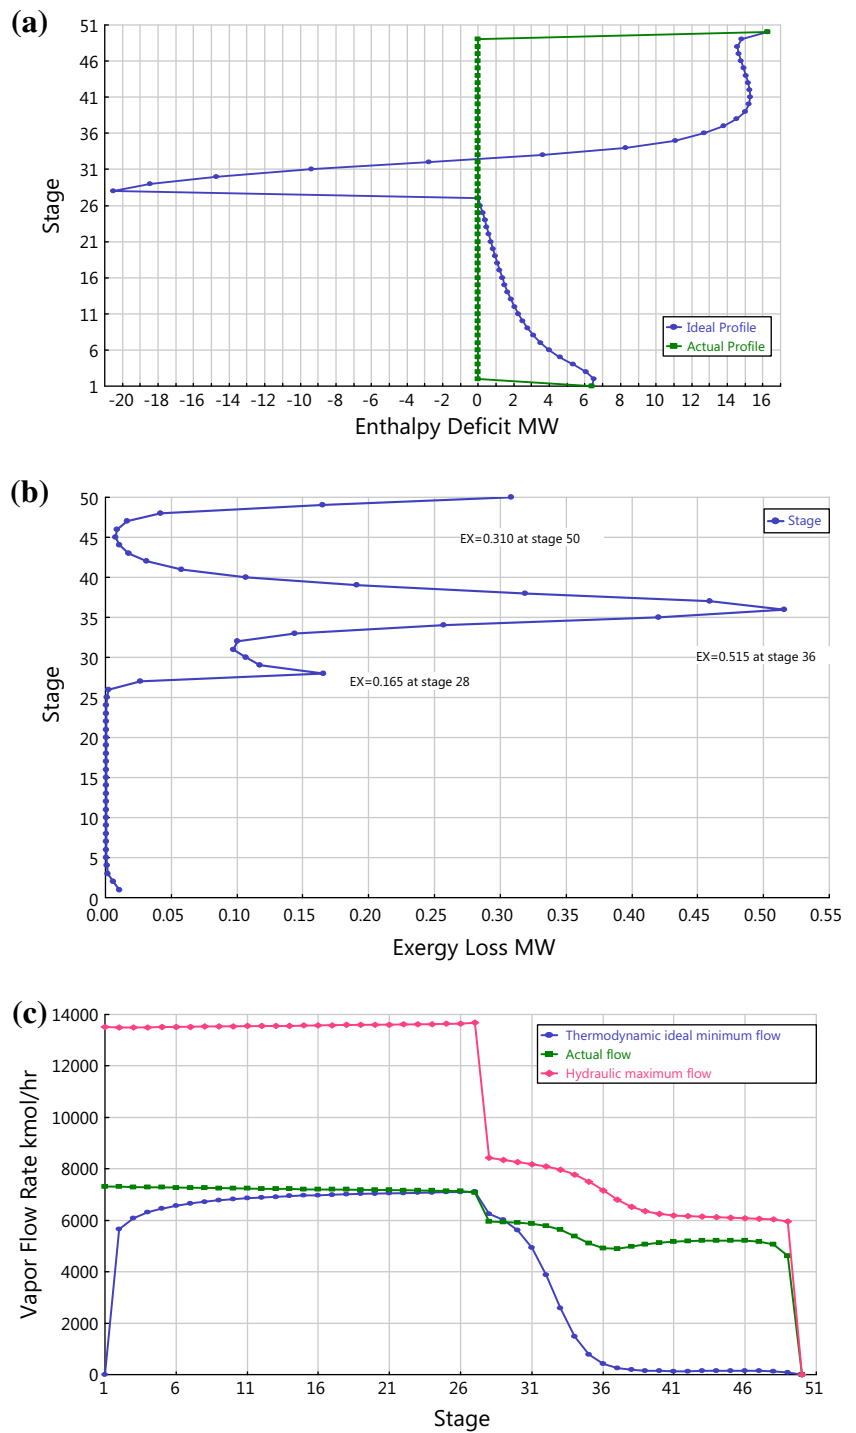 (a)
51
46
41
36
31
26
21
16
11
6
1
Stage
Ideal Profile
Actual Profile
-20 -18 -16 -14 -12 -10 -8 -6 -4 -2 0 2 4 6 8 10 12 14 16
Enthalpy Deficit MW
(b)
50
45
40
35
30
25
20
15
10
5
0
Stage
Stage
EX=0.310 at stage 50
EX=0.515 at stage 36
EX=0.165 at stage 28
0.00 0.05 0.10 0.15 0.20 0.25 0.30 0.35 0.40 0.45 0.50 0.55
Exergy Loss MW
(c)
14000
12000
10000
8000
6000
4000
2000
0
Vapor Flow Rate kmol/hr
Thermodynamic ideal minimum flow
Actual flow
Hydraulic maximum flow
1 6 11 16 21 26 31 36 41 46 51
Stage